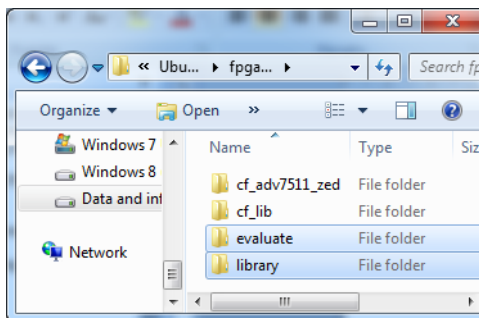 « Ubu... ▸ fpga... ▸ Search fp
Organize ▾ Open »
Name Type Siz
Windows 7
Windows 8
Data and inf
Network
cf_adv7511_zed File folder
cf_lib File folder
evaluate File folder
library File folder